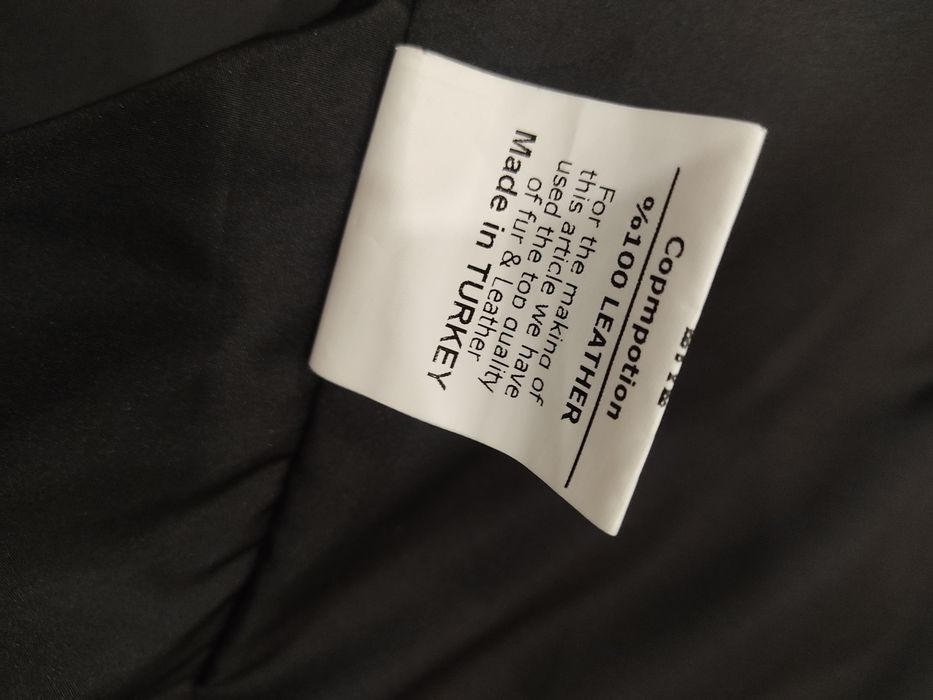 Copmpotion
%100 LEATHER
For the making of
this article we have
used the top quality
of fur & Leather
Made in TURKEY